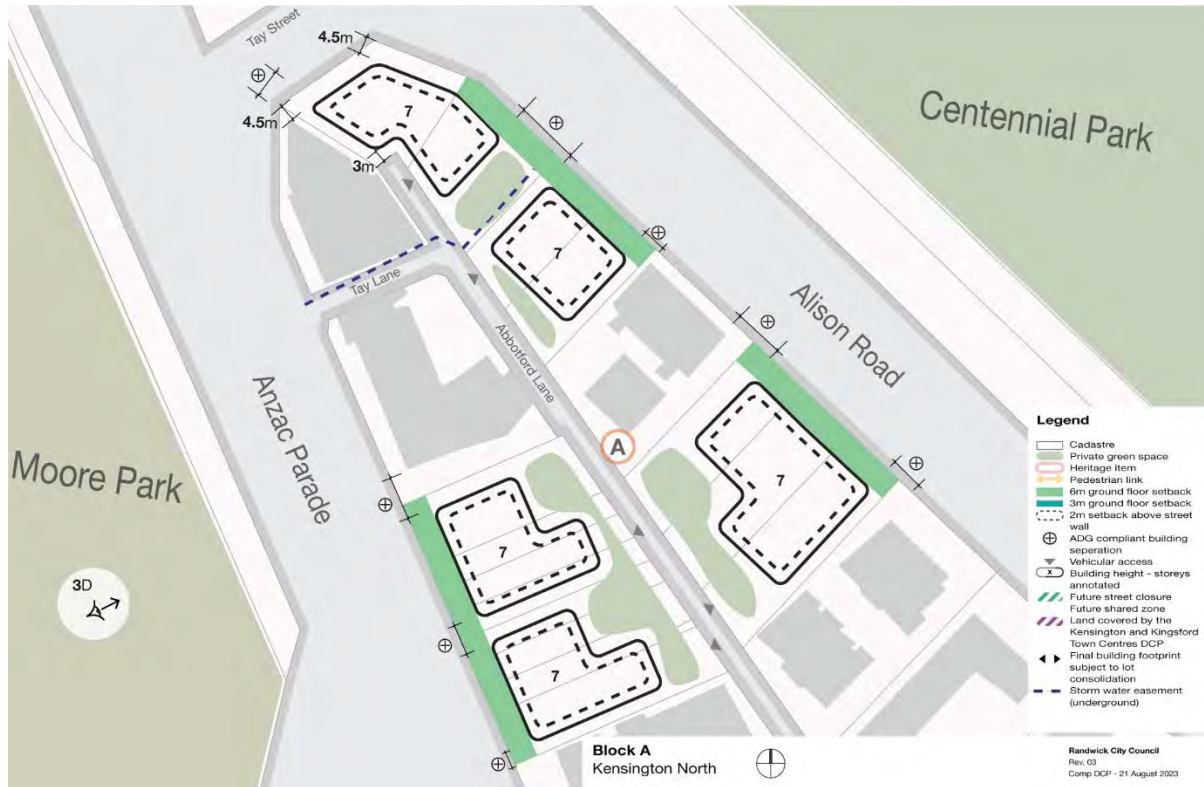 Tay Street
4.5m
4.5m
7
3m
Centennial Park
7
Tay Lane
Abbotford Lane
Alison Road
Anzac Parade
Moore Park
A
7
7
7
3D
Legend
Cadastre
Private green space
Heritage item
Pedestrian link
6m ground floor setback
3m ground floor setback
2m setback above street
wall
ADG compliant building
seperation
Vehicular access
x Building height - storeys
annotated
Future street closure
Future shared zone
Land covered by the
Kensington and Kingsford
Town Centres DCP
Final building footprint
subject to lot
consolidation
Storm water easement
(underground)
Block A
Kensington North
Randwick City Council
Rev. 03
Comp DCP - 21 August 2023